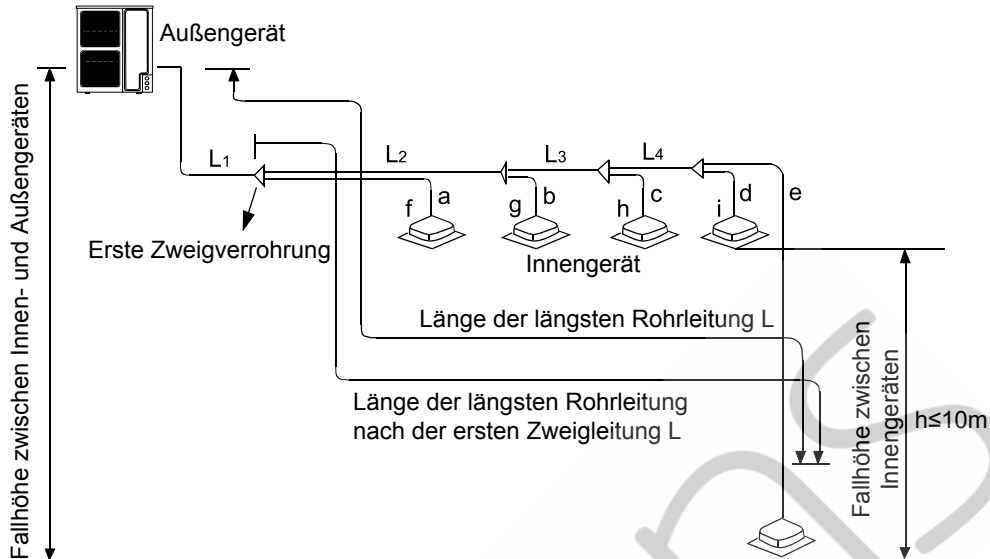 Außengerät
Fallhöhe zwischen Innen- und Außengeräten
L1
L2
L3
L4
a
b
c
d
e
f
g
h
i
Erste Zweigverrohrung
Innengerät
Länge der längsten Rohrleitung L
Länge der längsten Rohrleitung
nach der ersten Zweigleitung L
Fallhöhe zwischen
Innengeräten
h≤10m